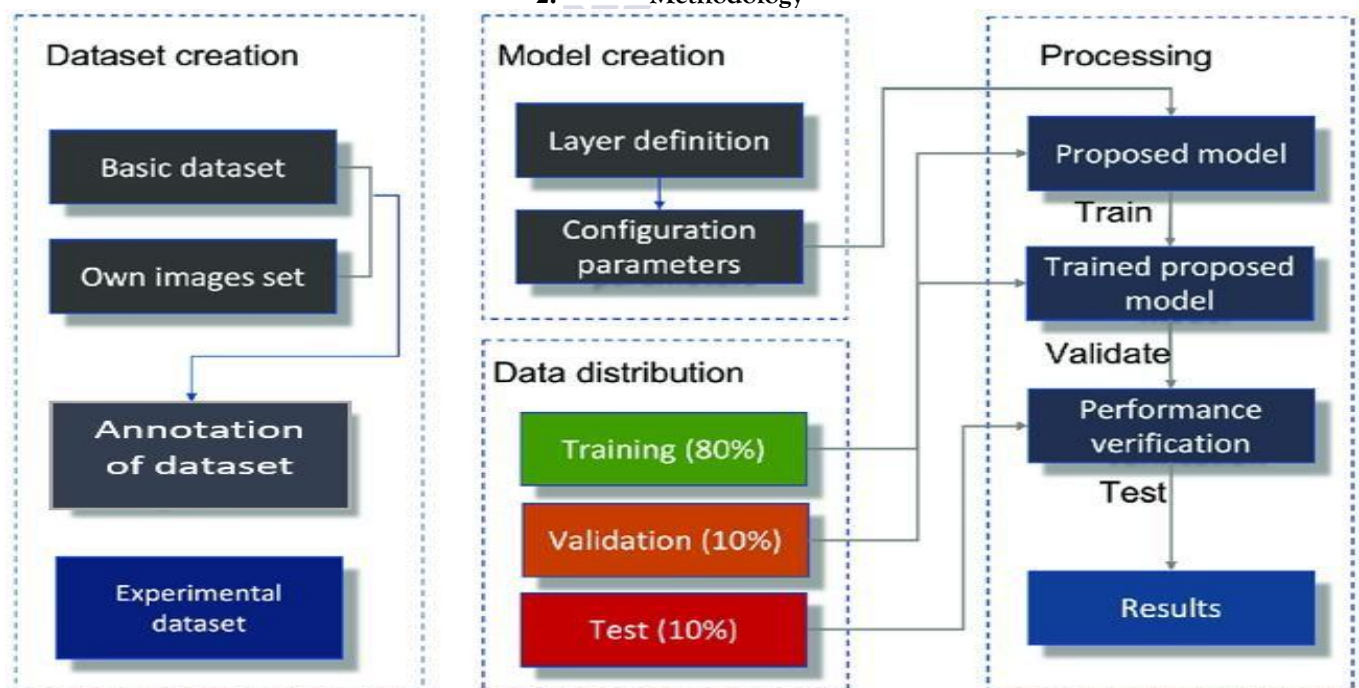 2. Methodology
Dataset creation
Basic dataset
Own images set
Annotation
of dataset
Experimental
dataset
Model creation
Layer definition
Configuration
parameters
Data distribution
Training (80%)
Validation (10%)
Test (10%)
Processing
Proposed model
Train
Trained proposed
model
Validate
Performance
verification
Test
Results